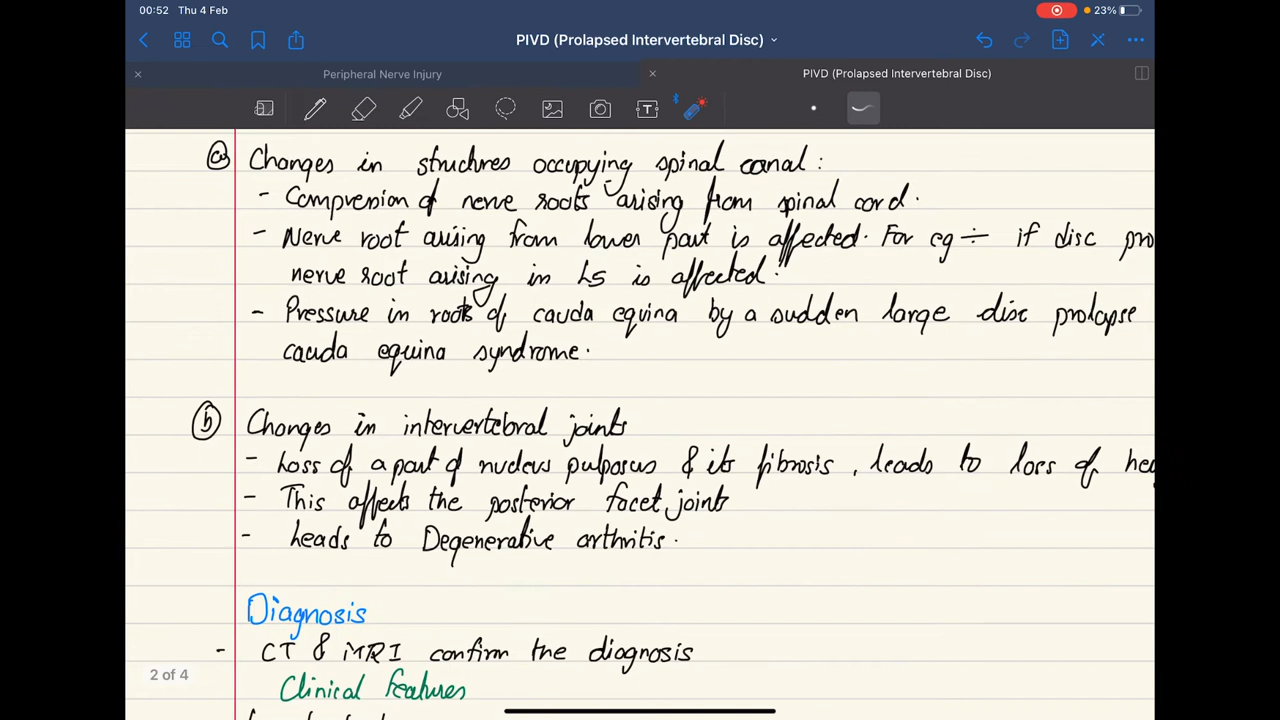 00:52 Thu 4 Feb 23%
PIVD (Prolapsed Intervertebral Disc)
Peripheral Nerve Injury PIVD (Prolapsed Intervertebral Disc)
T
a Changes in structures occupying spinal canal :
- Compression of nerve roots arising from spinal cord.
- Nerve root arising from lower part is affected. For eg ÷ if disc pro
nerve root arising in L5 is affected.
- Pressure in roots of cauda equina by a sudden large disc prolapse
cauda equina syndrome.
b Changes in intervertebral joints
- Loss of a part of nucleus pulposus & its fibrosis, leads to loss of hei
- This affects the posterior facet joints
- Leads to Degenerative arthritis.
Diagnosis
- CT & MRI confirm the diagnosis
2 of 4
Clinical Features